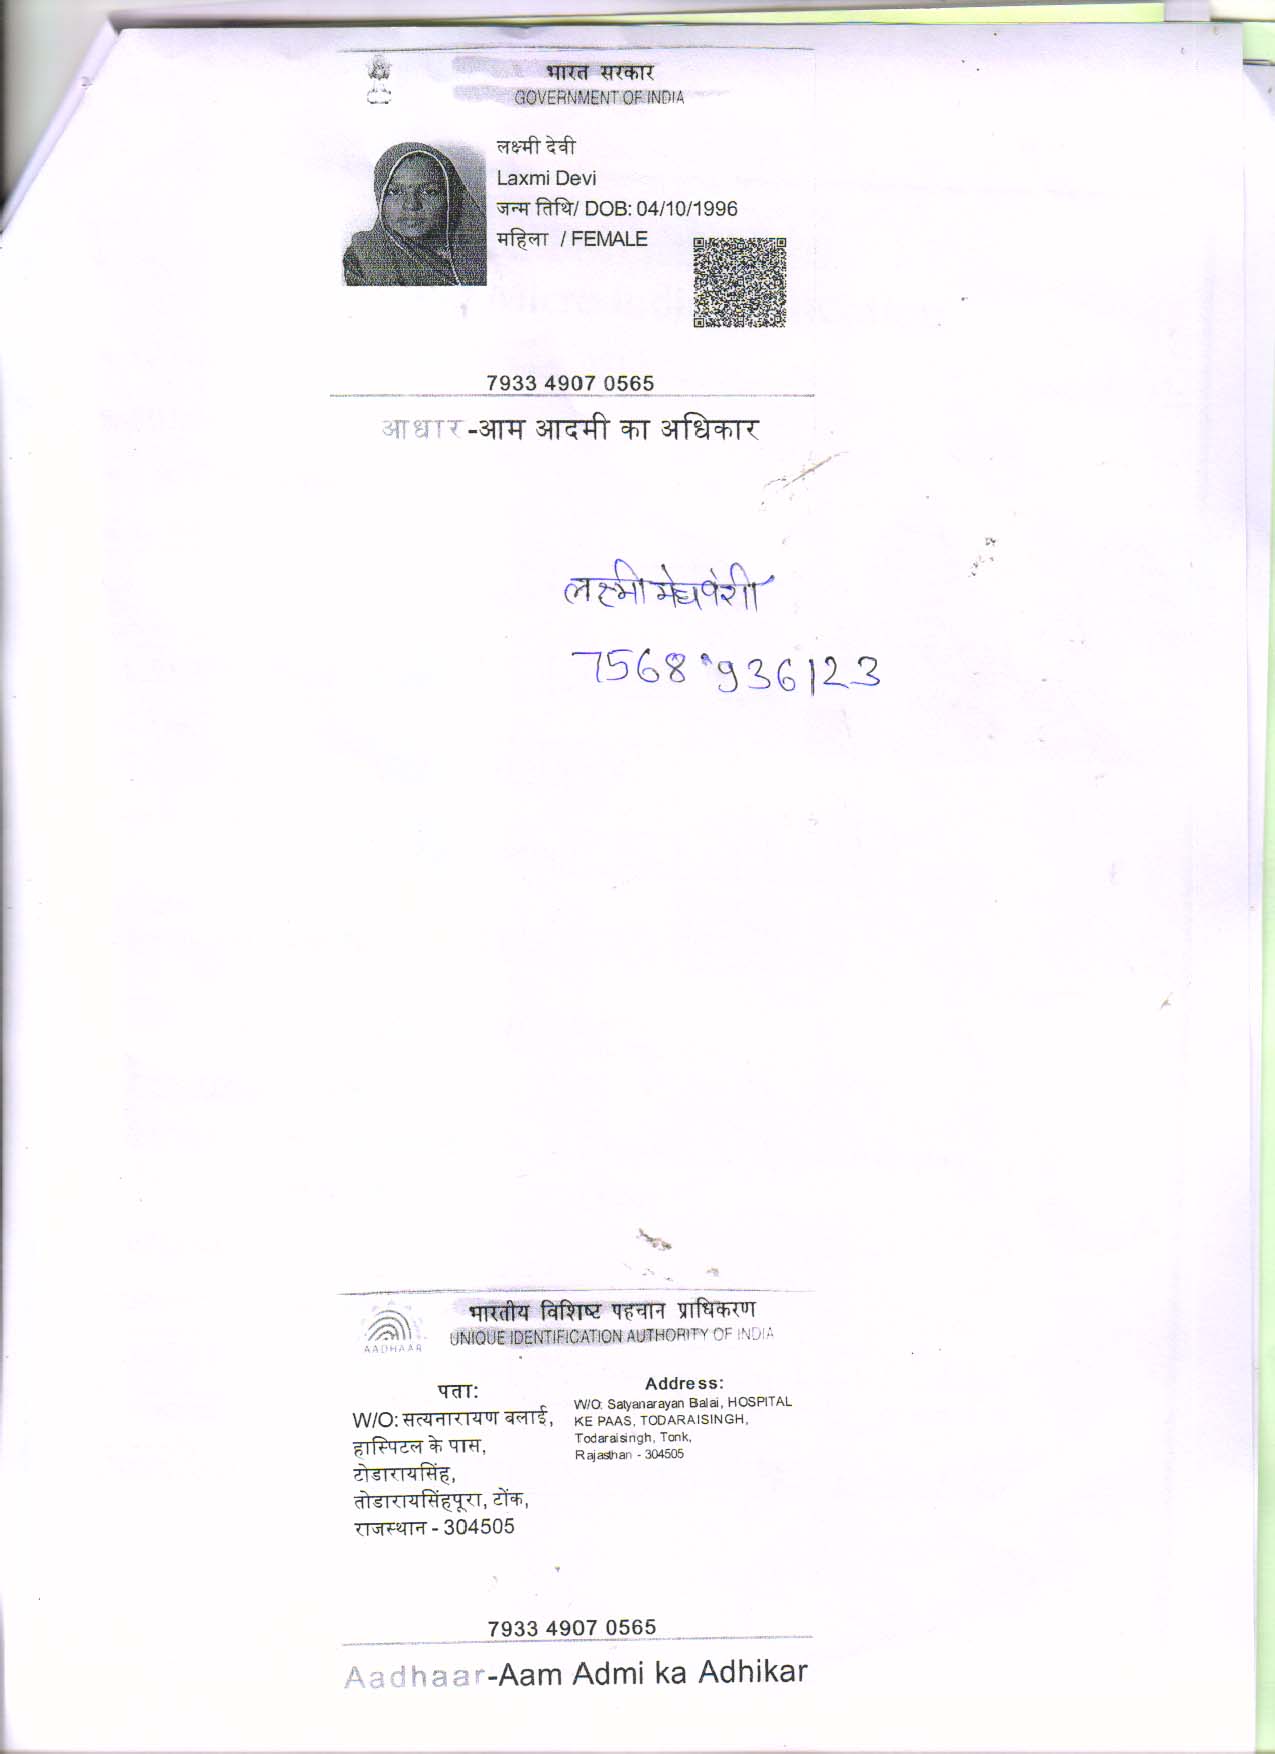 भारत सरकार
GOVERNMENT OF INDIA
लक्ष्मी देवी
Laxmi Devi
जन्म तिथि/ DOB: 04/10/1996
महिला / FEMALE
7933 4907 0565
आधार-आम आदमी का अधिकार
लक्ष्मी मेघवंशी
7568 936123
भारतीय विशिष्ट पहचान प्राधिकरण
UNIQUE IDENTIFICATION AUTHORITY OF INDIA
AADHAAR
पता:
W/O: सत्यनारायण बलाई,
हास्पिटल के पास,
टोडारायसिंह,
तोडारायसिंहपूरा, टोंक,
राजस्थान - 304505
Address:
W/O: Satyanarayan Balai, HOSPITAL
KE PAAS, TODARAISINGH,
Todaraisingh, Tonk,
Rajasthan - 304505
7933 4907 0565
Aadhaar-Aam Admi ka Adhikar